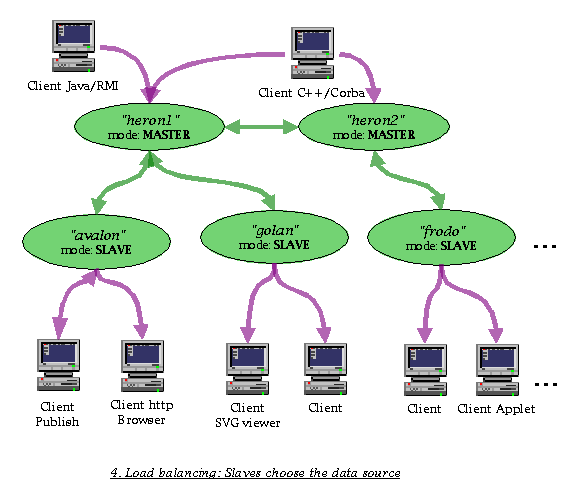 Client Java/RMI
Client C++/Corba
"heron1"
mode: MASTER
"heron2"
mode: MASTER
"avalon"
mode: SLAVE
"golan"
mode: SLAVE
"frodo"
mode: SLAVE
...
Client
Publish
Client http
Browser
Client
SVG viewer
Client
Client
Client Applet
...
4. Load balancing: Slaves choose the data source